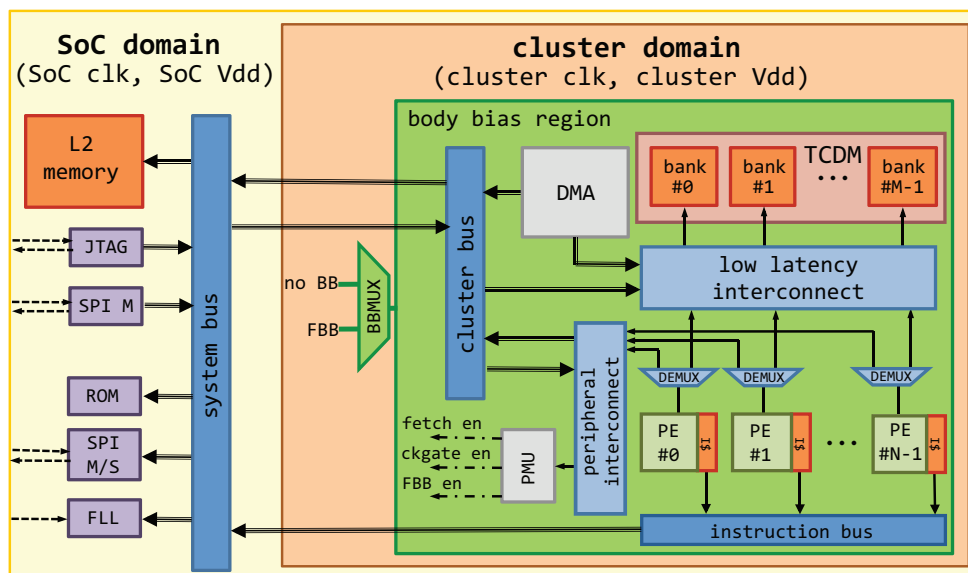 SoC domain
(SoC clk, SoC Vdd)
cluster domain
(cluster clk, cluster Vdd)
body bias region
L2
memory
JTAG
SPI M
ROM
SPI
M/S
FLL
system bus
no BB
FBB
BBMUX
cluster bus
DMA
TCDM
bank
#0
bank
#1
...
bank
#M-1
low latency
interconnect
peripheral
interconnect
DEMUX
DEMUX
DEMUX
PE
#0
I$
PE
#1
I$
...
PE
#N-1
I$
fetch en
ckgate en
FBB en
PMU
instruction bus